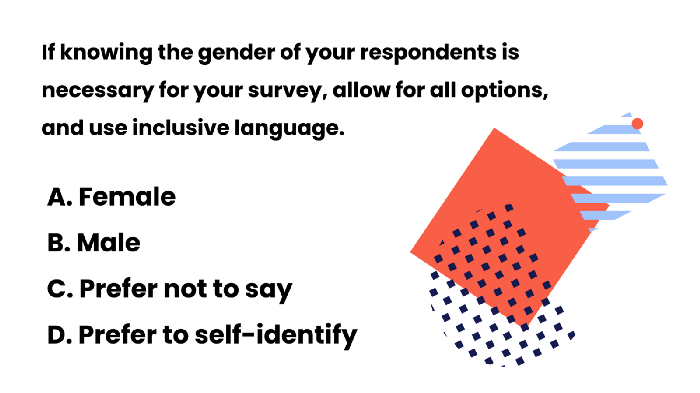 If knowing the gender of your respondents is
necessary for your survey, allow for all options,
and use inclusive language.
A. Female
B. Male
C. Prefer not to say
D. Prefer to self-identify